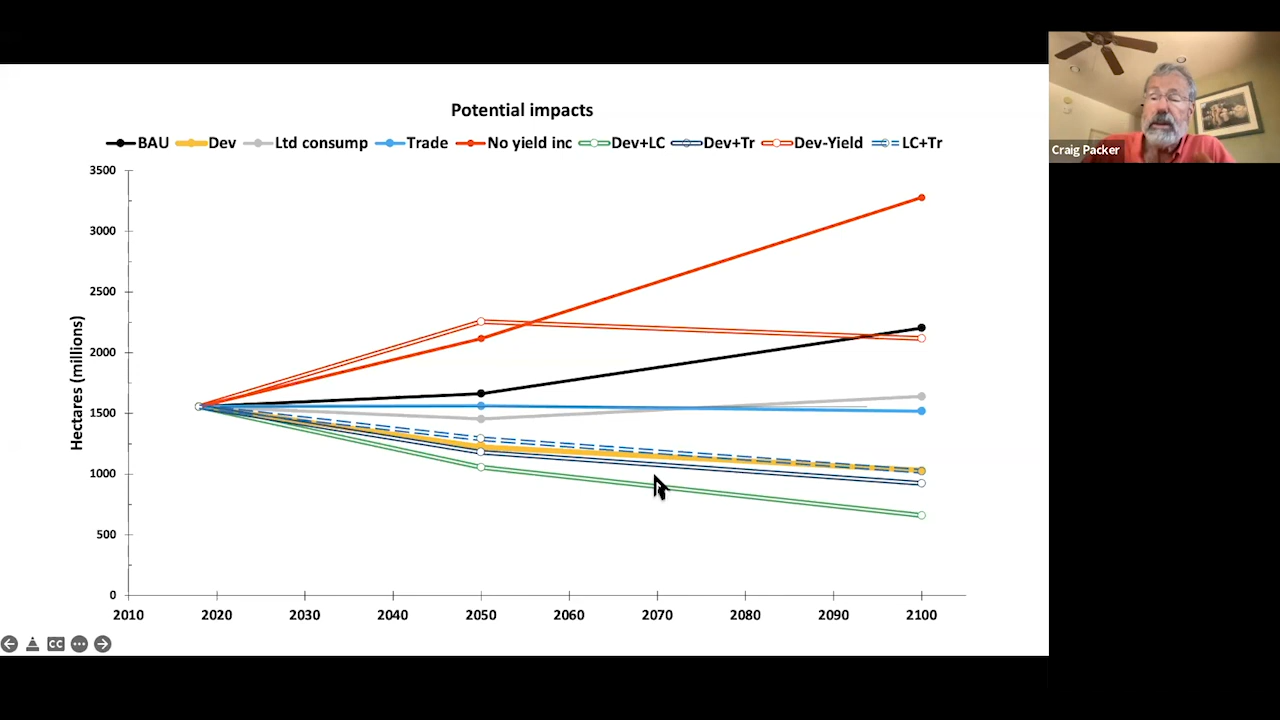 Potential impacts
BAU Dev Ltd consump Trade No yield inc Dev+LC Dev+Tr Dev-Yield LC+Tr
Craig Packer
3500
3000
2500
2000
1500
1000
500
0
Hectares (millions)
2010 2020 2030 2040 2050 2060 2070 2080 2090 2100
CC